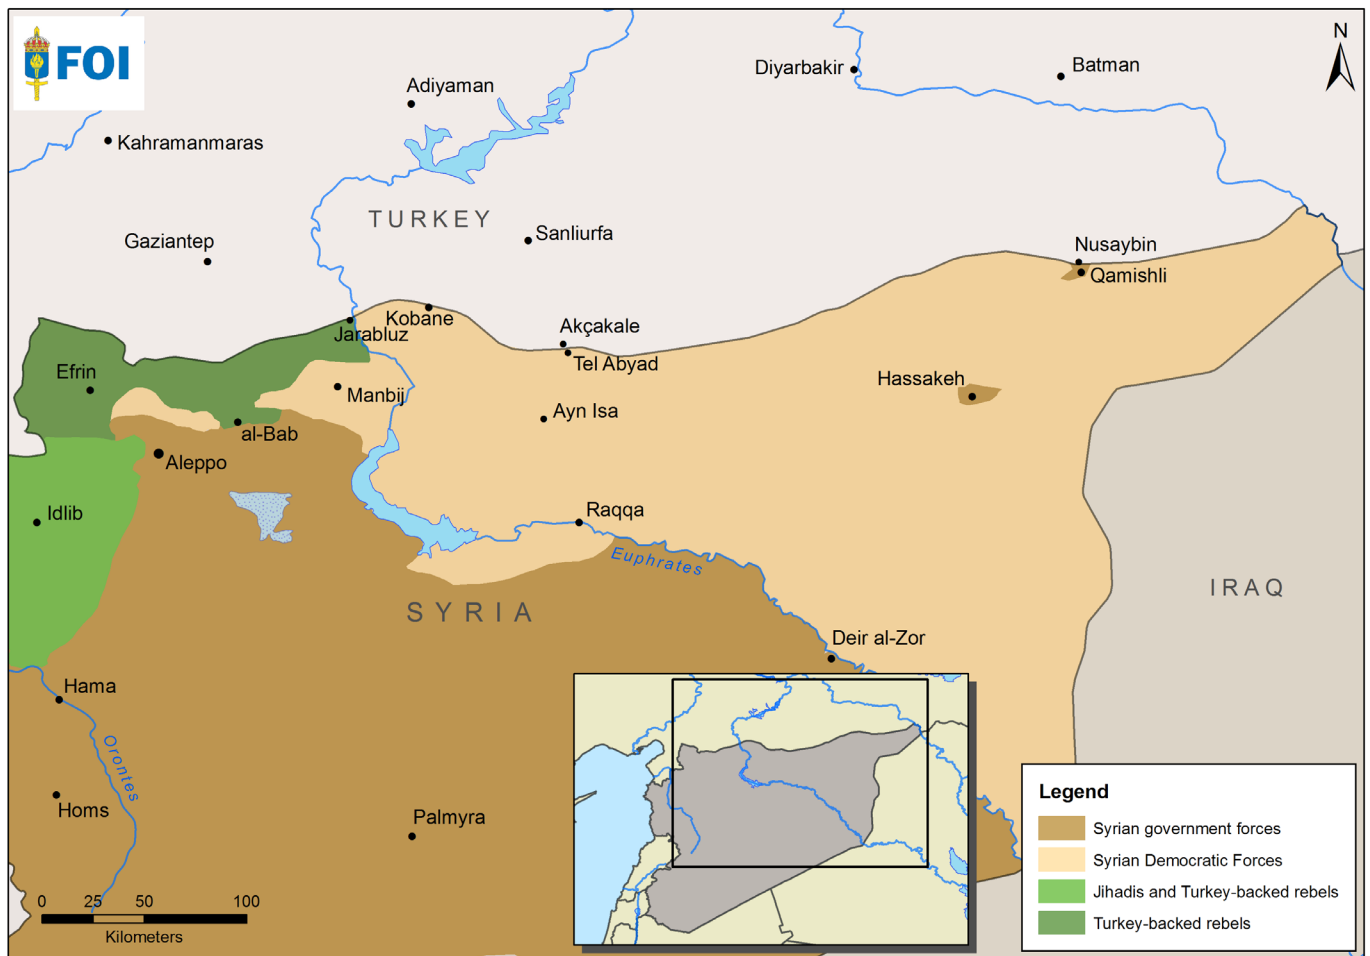 FOI
N
Adiyaman
Diyarbakir
Batman
Kahramanmaras
TURKEY
Gaziantep
Sanliurfa
Nusaybin
Qamishli
Kobane
Jarabluz
Akçakale
Tel Abyad
Efrin
Manbij
Hassakeh
Ayn Isa
al-Bab
Aleppo
Idlib
Raqqa
Euphrates
IRAQ
SYRIA
Deir al-Zor
Hama
Orontes
Homs
Palmyra
0 25 50 100
Kilometers
Legend
Syrian government forces
Syrian Democratic Forces
Jihadis and Turkey-backed rebels
Turkey-backed rebels